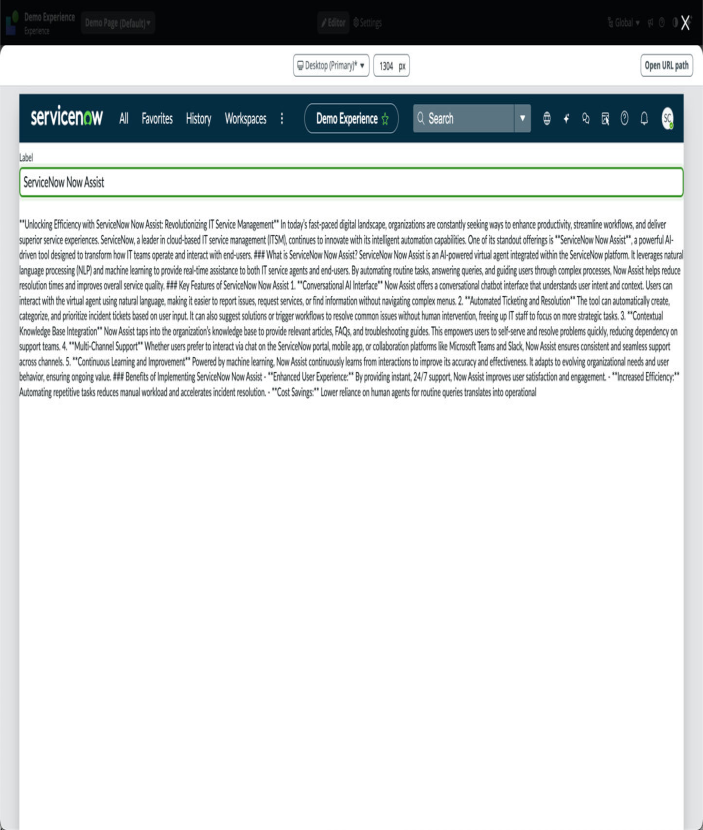 Demo Experience
Experience
Demo Page (Default)
Editor
Settings
Global
X
Desktop (Primary)*
1304 px
Open URL path
servicenow
All
Favorites
History
Workspaces
Demo Experience
Search
SC
Label
ServiceNow Now Assist
**Unlocking Efficiency with ServiceNow Now Assist: Revolutionizing IT Service Management** In today's fast-paced digital landscape, organizations are constantly seeking ways to enhance productivity, streamline workflows, and deliver
superior service experiences. ServiceNow, a leader in cloud-based IT service management (ITSM), continues to innovate with its intelligent automation capabilities. One of its standout offerings is **ServiceNow Now Assist**, a powerful AI-
driven tool designed to transform how IT teams operate and interact with end-users. ### What is ServiceNow Now Assist? ServiceNow Now Assist is an AI-powered virtual agent integrated within the ServiceNow platform. It leverages natural
language processing (NLP) and machine learning to provide real-time assistance to both IT service agents and end-users. By automating routine tasks, answering queries, and guiding users through complex processes, Now Assist helps reduce
resolution times and improves overall service quality. ### Key Features of ServiceNow Now Assist 1. **Conversational AI Interface** Now Assist offers a conversational chatbot interface that understands user intent and context. Users can
interact with the virtual agent using natural language, making it easier to report issues, request services, or find information without navigating complex menus. 2. **Automated Ticketing and Resolution** The tool can automatically create,
categorize, and prioritize incident tickets based on user input. It can also suggest solutions or trigger workflows to resolve common issues without human intervention, freeing up IT staff to focus on more strategic tasks. 3. **Contextual
Knowledge Base Integration** Now Assist taps into the organization's knowledge base to provide relevant articles, FAQs, and troubleshooting guides. This empowers users to self-serve and resolve problems quickly, reducing dependency on
support teams. 4. **Multi-Channel Support** Whether users prefer to interact via chat on the ServiceNow portal, mobile app, or collaboration platforms like Microsoft Teams and Slack, Now Assist ensures consistent and seamless support
across channels. 5. **Continuous Learning and Improvement** Powered by machine learning, Now Assist continuously learns from interactions to improve its accuracy and effectiveness. It adapts to evolving organizational needs and user
behavior, ensuring ongoing value. ### Benefits of Implementing ServiceNow Now Assist - **Enhanced User Experience:** By providing instant, 24/7 support, Now Assist improves user satisfaction and engagement. - **Increased Efficiency:**
Automating repetitive tasks reduces manual workload and accelerates incident resolution. - **Cost Savings:** Lower reliance on human agents for routine queries translates into operational